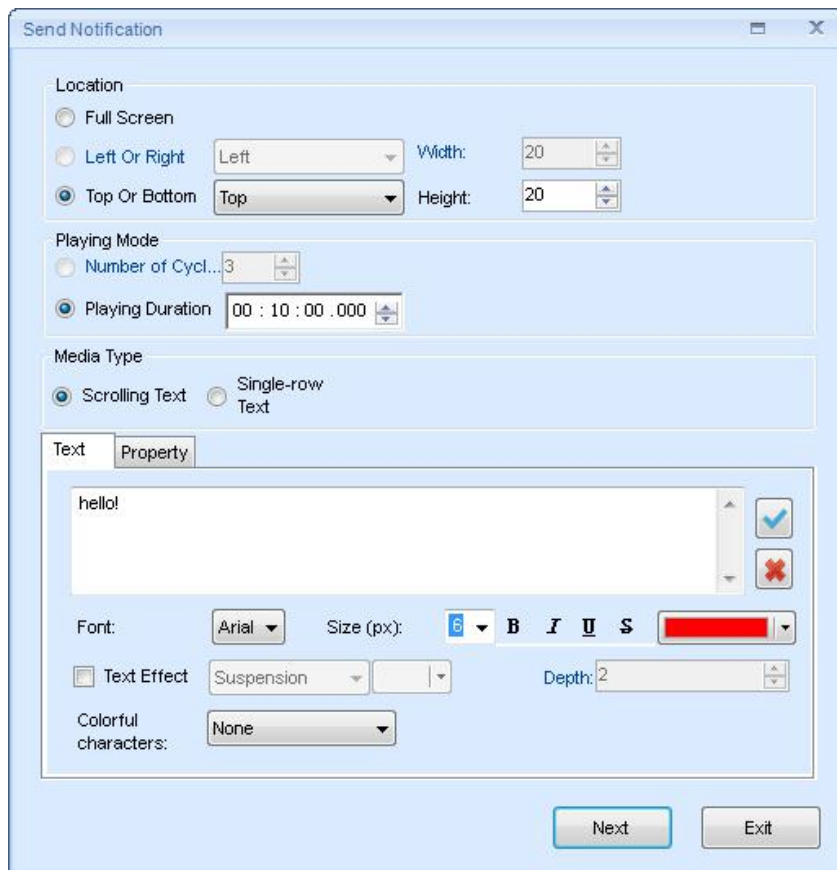 Send Notification
Location
Full Screen
Left Or Right Left Width: 20
Top Or Bottom Top Height: 20
Playing Mode
Number of Cycl... 3
Playing Duration 00 : 10 : 00 .000
Media Type
Scrolling Text Single-row
Text
Text Property
hello!
Font: Arial Size (px): 6 B I U S
Text Effect Suspension Depth: 2
Colorful
characters: None
Next Exit